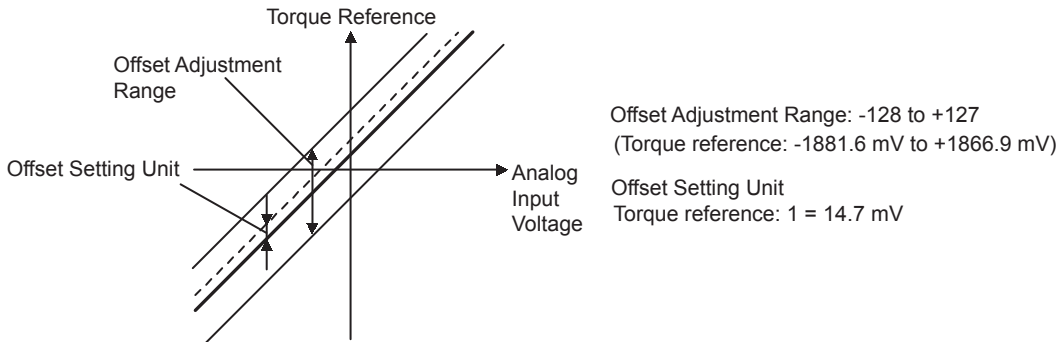 Torque Reference
Offset Adjustment
Range
Offset Setting Unit
Analog
Input
Voltage
Offset Adjustment Range: -128 to +127
(Torque reference: -1881.6 mV to +1866.9 mV)
Offset Setting Unit
Torque reference: 1 = 14.7 mV